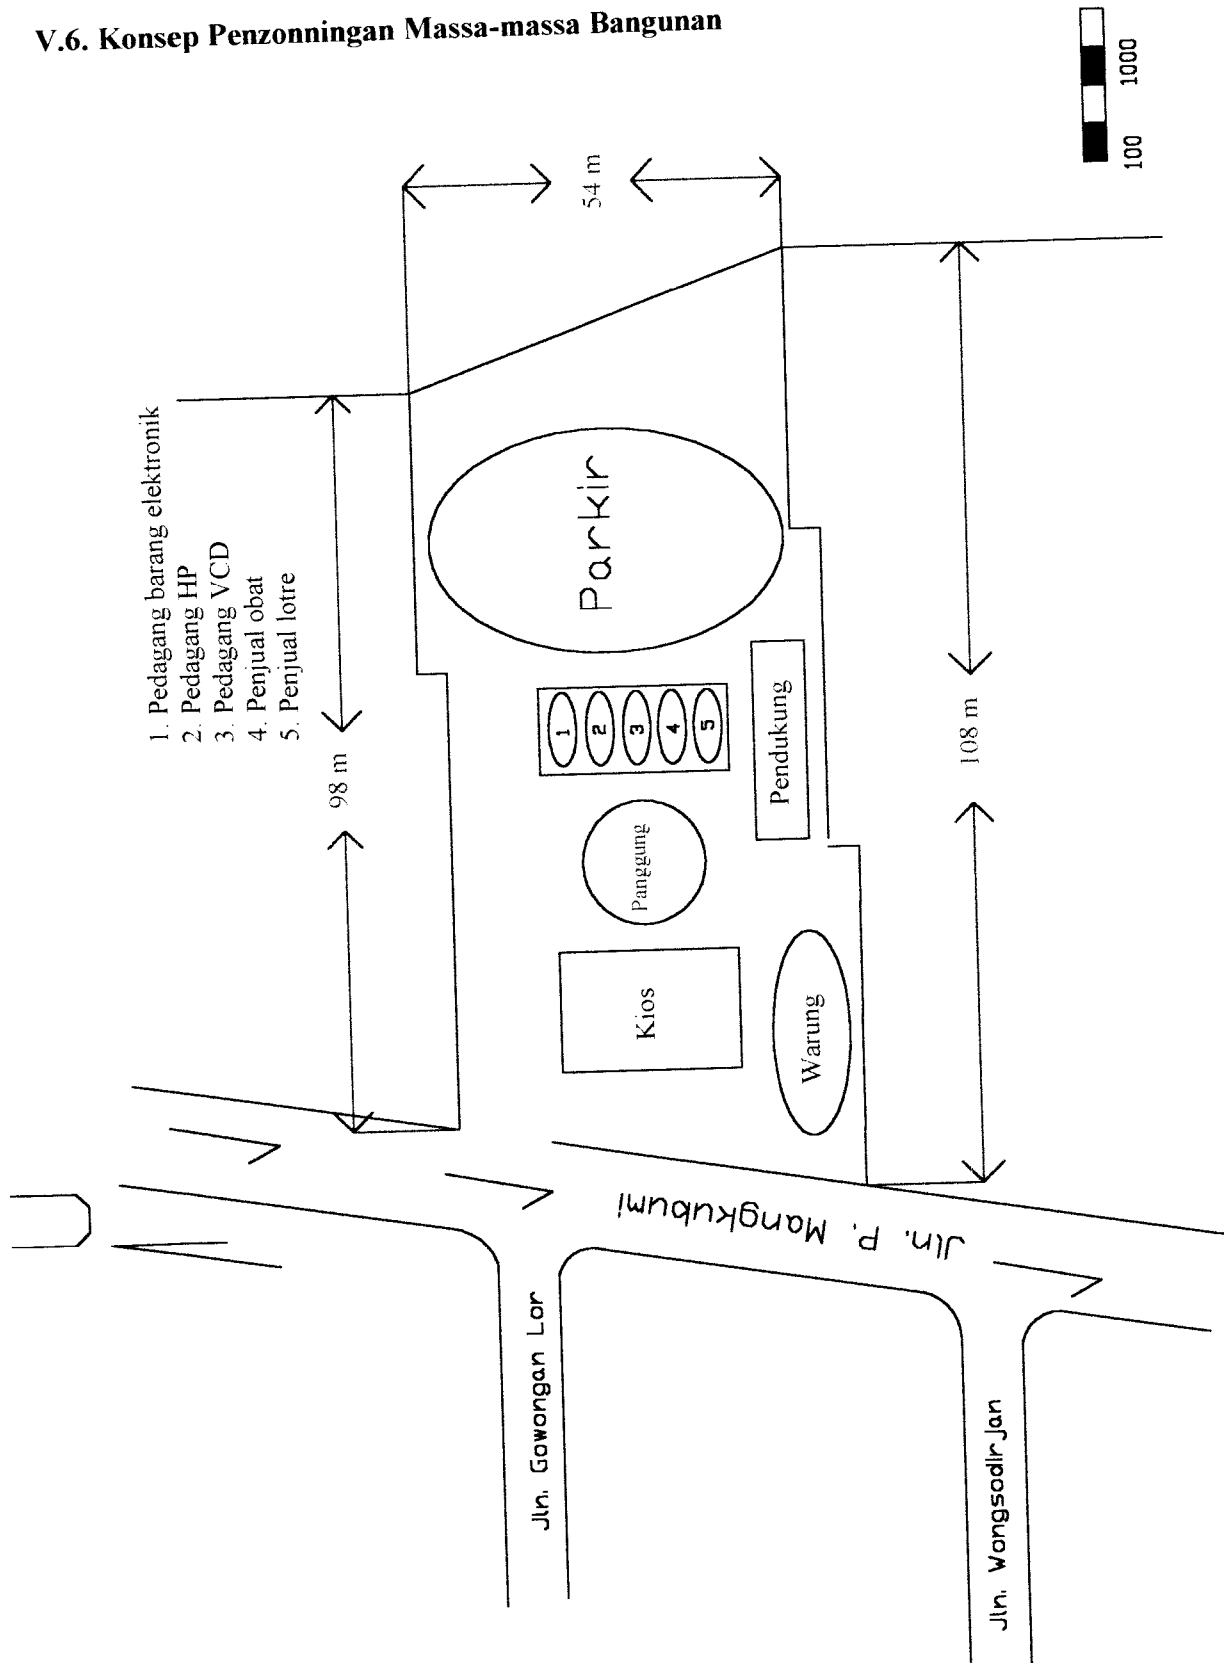 V.6. Konsep Penzonningan Massa-massa Bangunan
100 1000
54 m
1. Pedagang barang elektronik
2. Pedagang HP
3. Pedagang VCD
4. Penjual obat
5. Penjual lotre
98 m
Parkir
1
2
3
4
5
Pendukung
108 m
Panggung
Kios
Warung
Jln. P. Mangkubumi
Jln. Gowongan Lor
Jln. Wongsodirjan